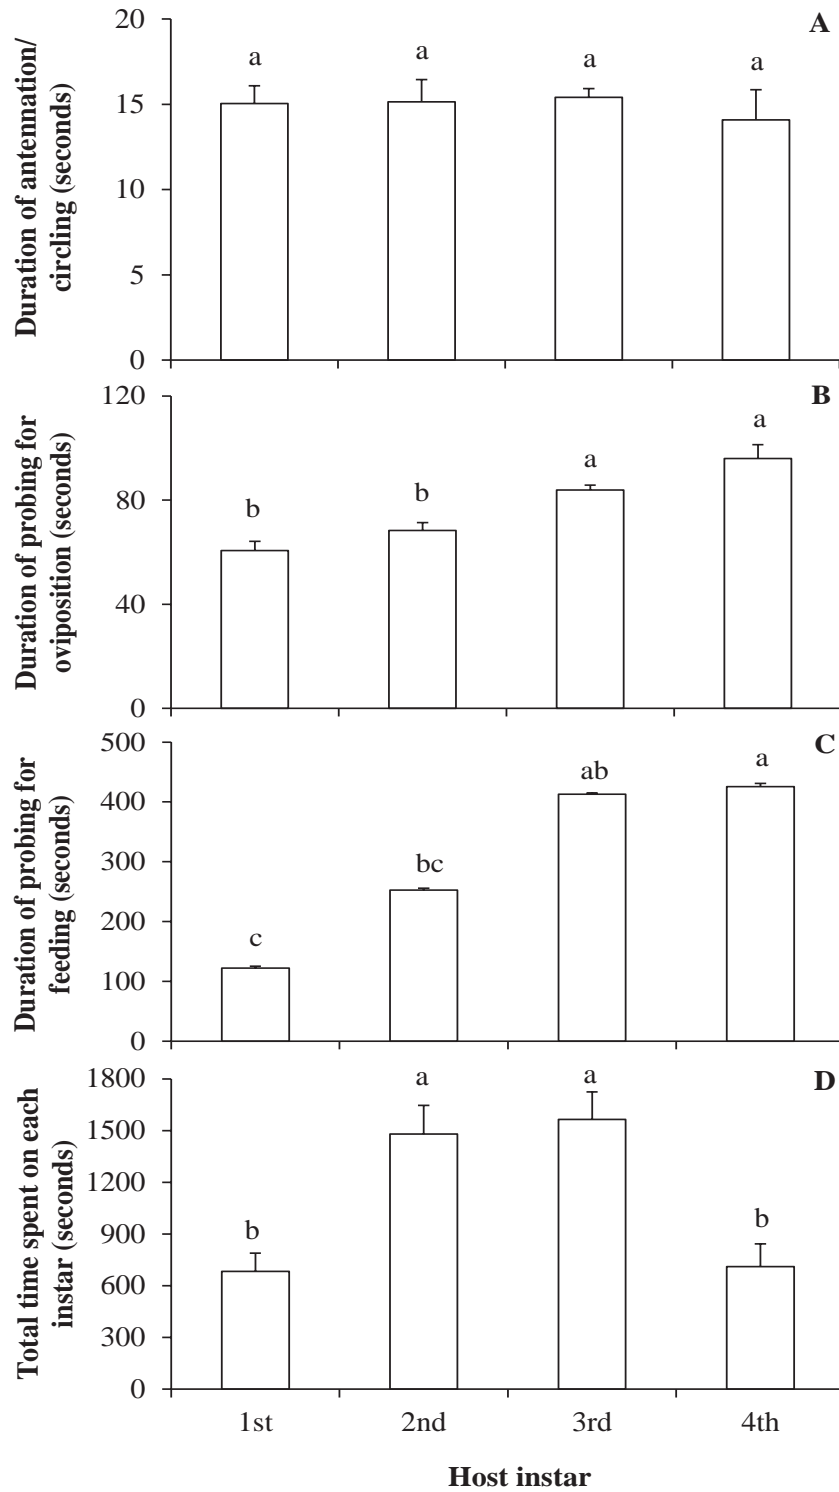 A
Duration of antennation/
circling (seconds)
20
15
10
5
0
a
a
a
a
B
Duration of probing for
oviposition (seconds)
120
80
40
0
b
b
a
a
C
Duration of probing for
feeding (seconds)
500
400
300
200
100
0
c
bc
ab
a
D
Total time spent on each
instar (seconds)
1800
1500
1200
900
600
300
0
b
a
a
b
1st 2nd 3rd 4th
Host instar